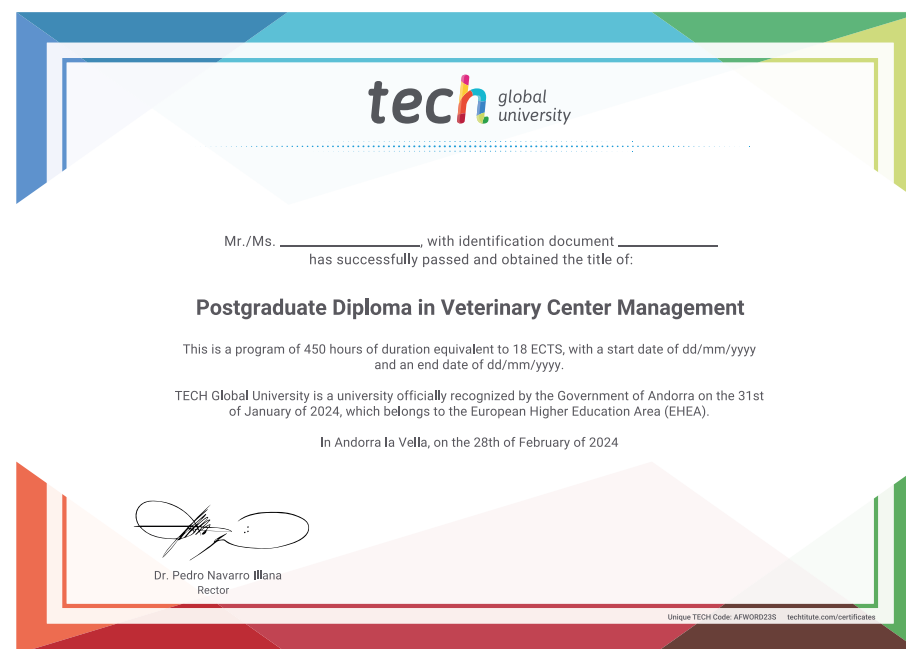 tech global university
Mr./Ms. ____________________, with identification document ______________
has successfully passed and obtained the title of:
Postgraduate Diploma in Veterinary Center Management
This is a program of 450 hours of duration equivalent to 18 ECTS, with a start date of dd/mm/yyyy
and an end date of dd/mm/yyyy.
TECH Global University is a university officially recognized by the Government of Andorra on the 31st
of January of 2024, which belongs to the European Higher Education Area (EHEA).
In Andorra la Vella, on the 28th of February of 2024
Dr. Pedro Navarro Illana
Rector
Unique TECH Code: AFWORD23S techtitute.com/certificates